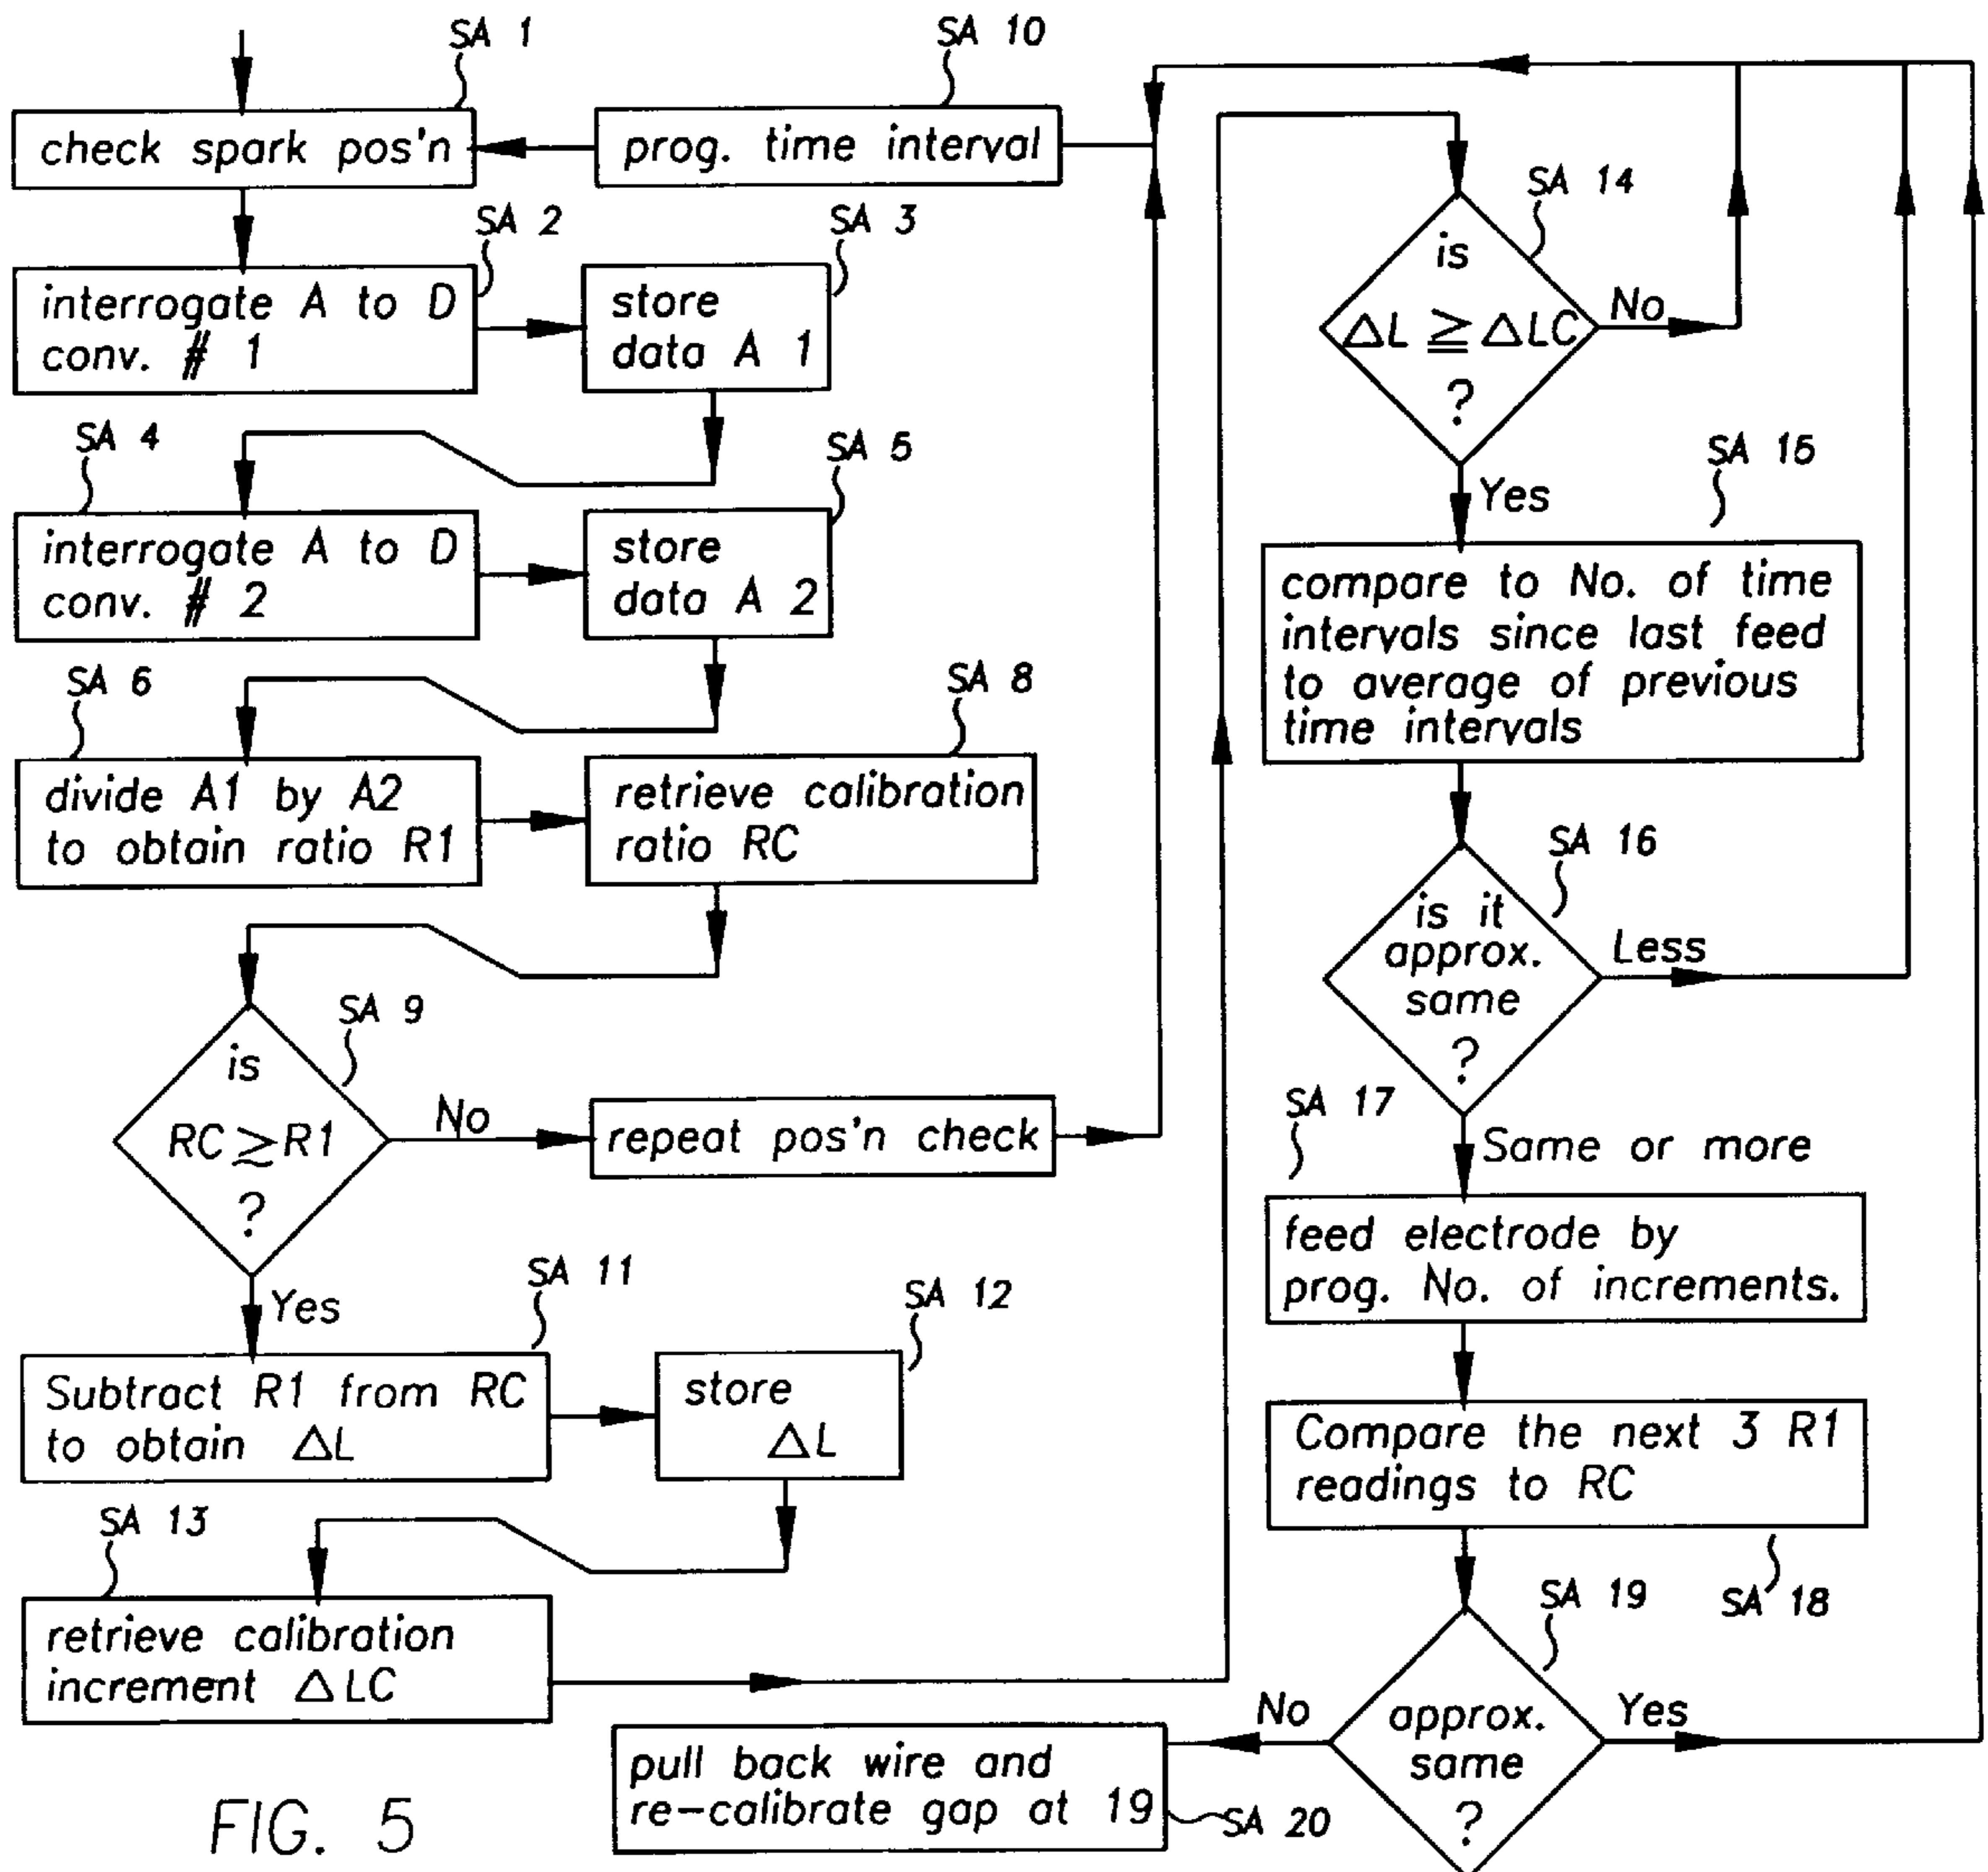 SA 1
check spark pos'n
SA 10
prog. time interval
SA 2
interrogate A to D
conv. # 1
SA 3
store
data A 1
SA 4
interrogate A to D
conv. # 2
SA 5
store
data A 2
SA 6
divide A1 by A2
to obtain ratio R1
SA 8
retrieve calibration
ratio RC
SA 9
is
RC ≳ R1
?
No
repeat pos'n check
Yes
SA 11
Subtract R1 from RC
to obtain △L
SA 12
store
△L
SA 13
retrieve calibration
increment △LC
SA 14
is
△L ≧ △LC
?
No
Yes
SA 15
compare to No. of time
intervals since last feed
to average of previous
time intervals
SA 16
is it
approx.
same
?
Less
Same or more
SA 17
feed electrode by
prog. No. of increments.
Compare the next 3 R1
readings to RC
SA 18
SA 19
approx.
same
?
Yes
No
pull back wire and
re-calibrate gap at 19
SA 20
FIG. 5